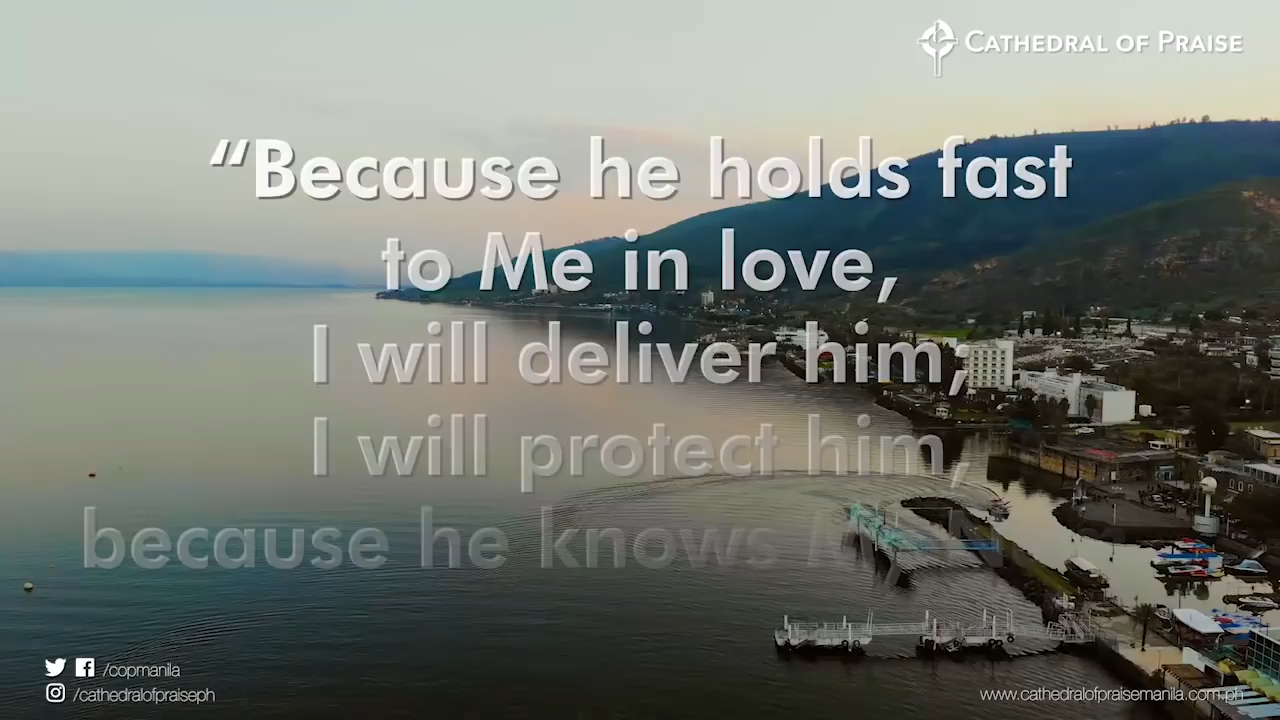 CATHEDRAL OF PRAISE
“Because he holds fast
to Me in love,
I will deliver him;
I will protect him,
because he knows
/copmanila
/cathedralofpraiseph
www.cathedralofpraisemanila.com.ph